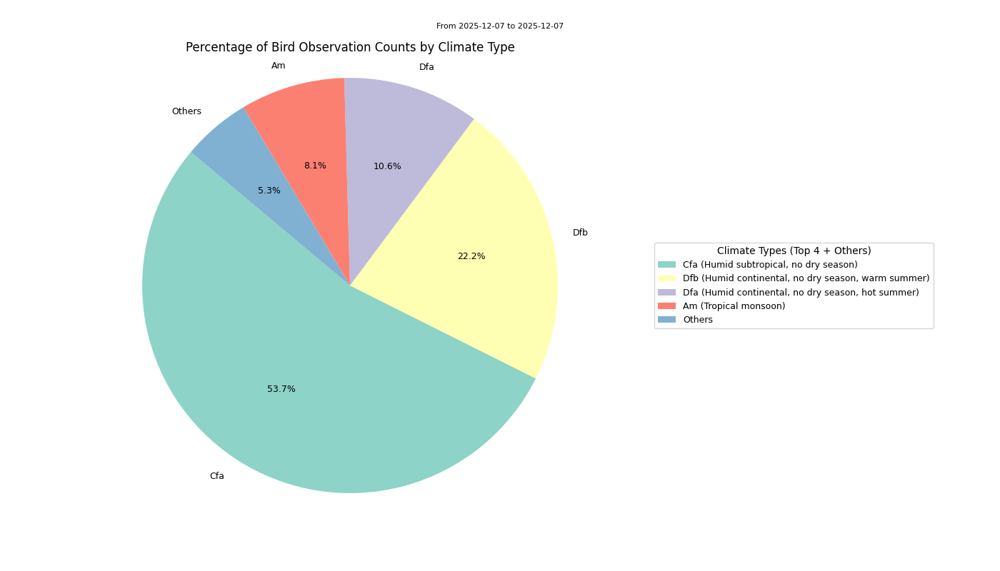 From 2025-12-07 to 2025-12-07
Percentage of Bird Observation Counts by Climate Type
Am
Dfa
Others
8.1%
10.6%
5.3%
Dfb
22.2%
53.7%
Cfa
Climate Types (Top 4 + Others)
Cfa (Humid subtropical, no dry season)
Dfb (Humid continental, no dry season, warm summer)
Dfa (Humid continental, no dry season, hot summer)
Am (Tropical monsoon)
Others